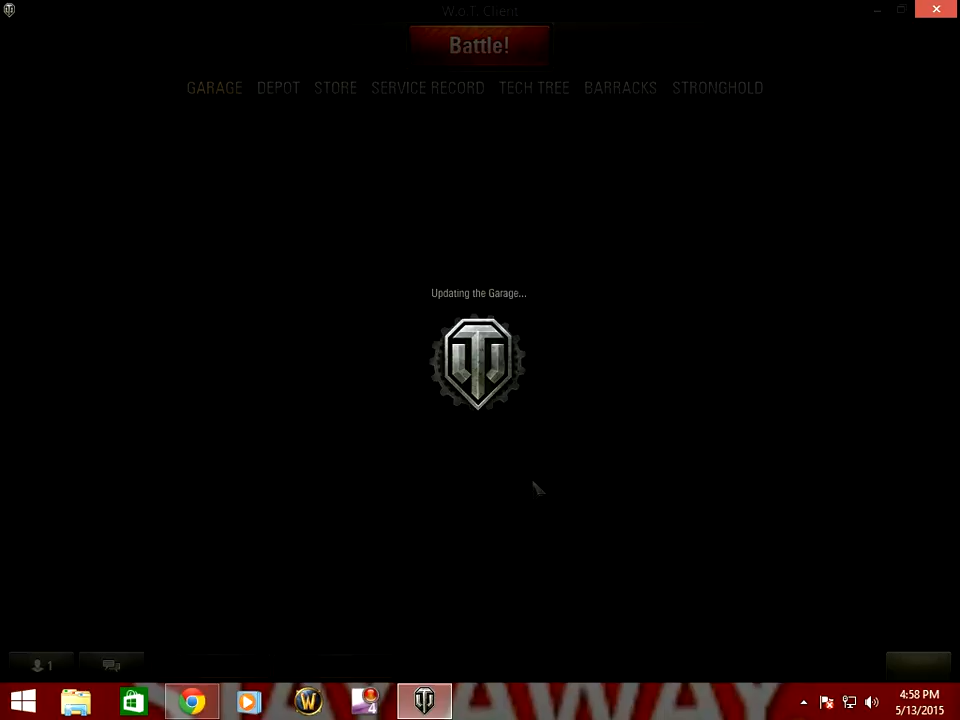 W.o.T. Client
Battle!
GARAGE DEPOT STORE SERVICE RECORD TECH TREE BARRACKS STRONGHOLD
Updating the Garage...
1
AWAY
4:58 PM
5/13/2015